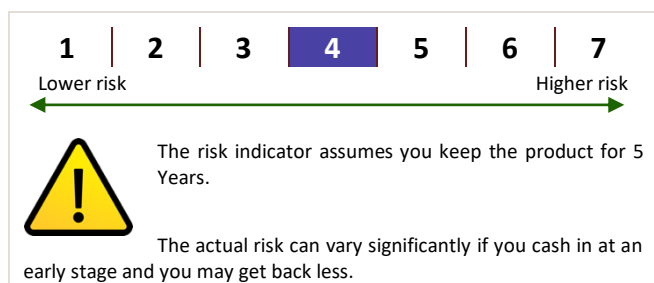 1 2 3 4 5 6 7
Lower risk Higher risk
!
The risk indicator assumes you keep the product for 5
Years.
The actual risk can vary significantly if you cash in at an
early stage and you may get back less.